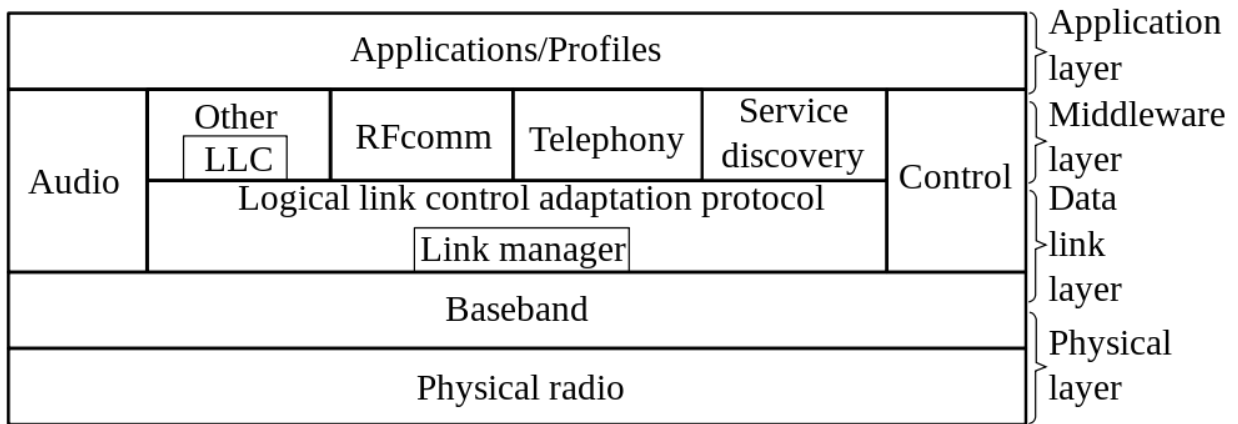 Applications/Profiles
Application
layer
Audio
Other
LLC
RFcomm
Telephony
Service
discovery
Control
Middleware
layer
Logical link control adaptation protocol
Link manager
Data
link
layer
Baseband
Physical radio
Physical
layer